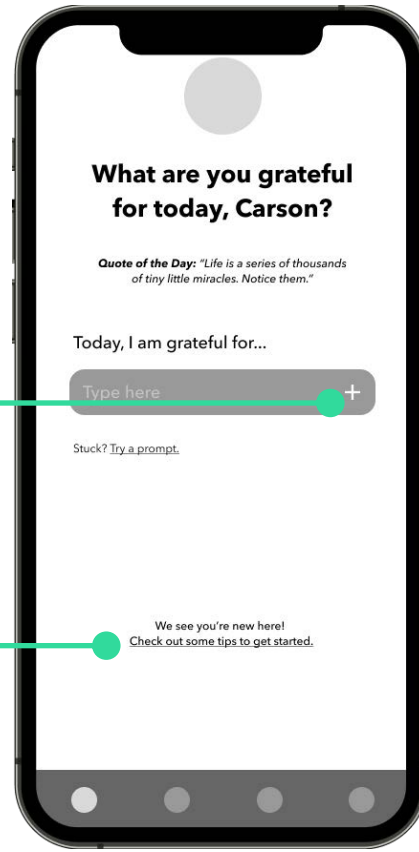 What are you grateful
for today, Carson?
Quote of the Day: “Life is a series of thousands
of tiny little miracles. Notice them.”
Today, I am grateful for...
Type here +
Stuck? Try a prompt.
We see you’re new here!
Check out some tips to get started.